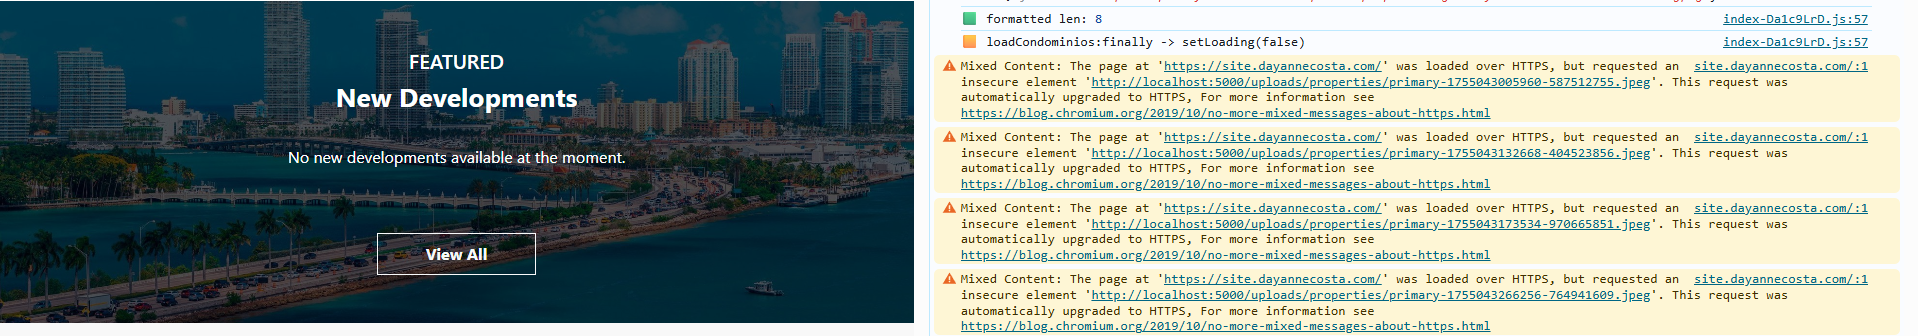 FEATURED
New Developments
No new developments available at the moment.
View All
formatted len: 8 index-Da1c9LrD.js:57
loadCondominios:finally -> setLoading(false) index-Da1c9LrD.js:57
Mixed Content: The page at 'https://site.dayannecosta.com/' was loaded over HTTPS, but requested an site.dayannecosta.com/:1
insecure element 'http://localhost:5000/uploads/properties/primary-1755043005960-587512755.jpeg'. This request was
automatically upgraded to HTTPS, For more information see
https://blog.chromium.org/2019/10/no-more-mixed-messages-about-https.html
Mixed Content: The page at 'https://site.dayannecosta.com/' was loaded over HTTPS, but requested an site.dayannecosta.com/:1
insecure element 'http://localhost:5000/uploads/properties/primary-1755043132668-404523856.jpeg'. This request was
automatically upgraded to HTTPS, For more information see
https://blog.chromium.org/2019/10/no-more-mixed-messages-about-https.html
Mixed Content: The page at 'https://site.dayannecosta.com/' was loaded over HTTPS, but requested an site.dayannecosta.com/:1
insecure element 'http://localhost:5000/uploads/properties/primary-1755043173534-970665851.jpeg'. This request was
automatically upgraded to HTTPS, For more information see
https://blog.chromium.org/2019/10/no-more-mixed-messages-about-https.html
Mixed Content: The page at 'https://site.dayannecosta.com/' was loaded over HTTPS, but requested an site.dayannecosta.com/:1
insecure element 'http://localhost:5000/uploads/properties/primary-1755043266256-764941609.jpeg'. This request was
automatically upgraded to HTTPS, For more information see
https://blog.chromium.org/2019/10/no-more-mixed-messages-about-https.html